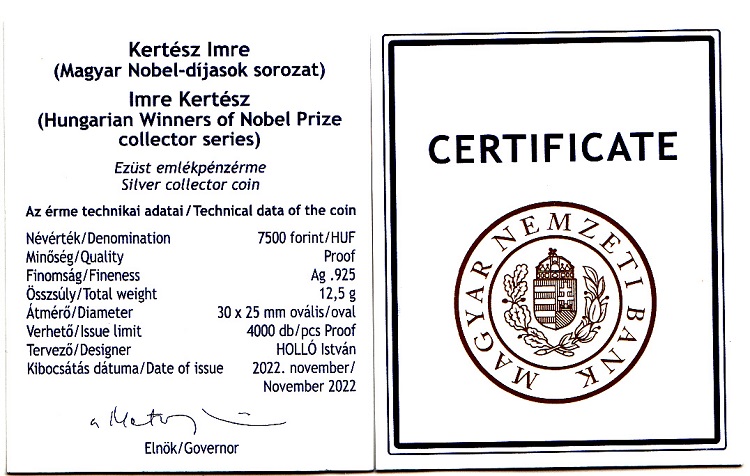 Kertész Imre
(Magyar Nobel-díjasok sorozat)
Imre Kertész
(Hungarian Winners of Nobel Prize
collector series)
Ezüst emlékpénzérme
Silver collector coin
Az érme technikai adatai/Technical data of the coin
Névérték/Denomination 7500 forint/HUF
Minőség/Quality Proof
Finomság/Fineness Ag .925
Összsúly/Total weight 12,5 g
Átmérő/Diameter 30 x 25 mm ovális/oval
Verhető/Issue limit 4000 db/pcs Proof
Tervező/Designer HOLLÓ István
Kibocsátás dátuma/Date of issue 2022. november/
November 2022
Elnök/Governor
CERTIFICATE
MAGYAR NEMZETI BANK